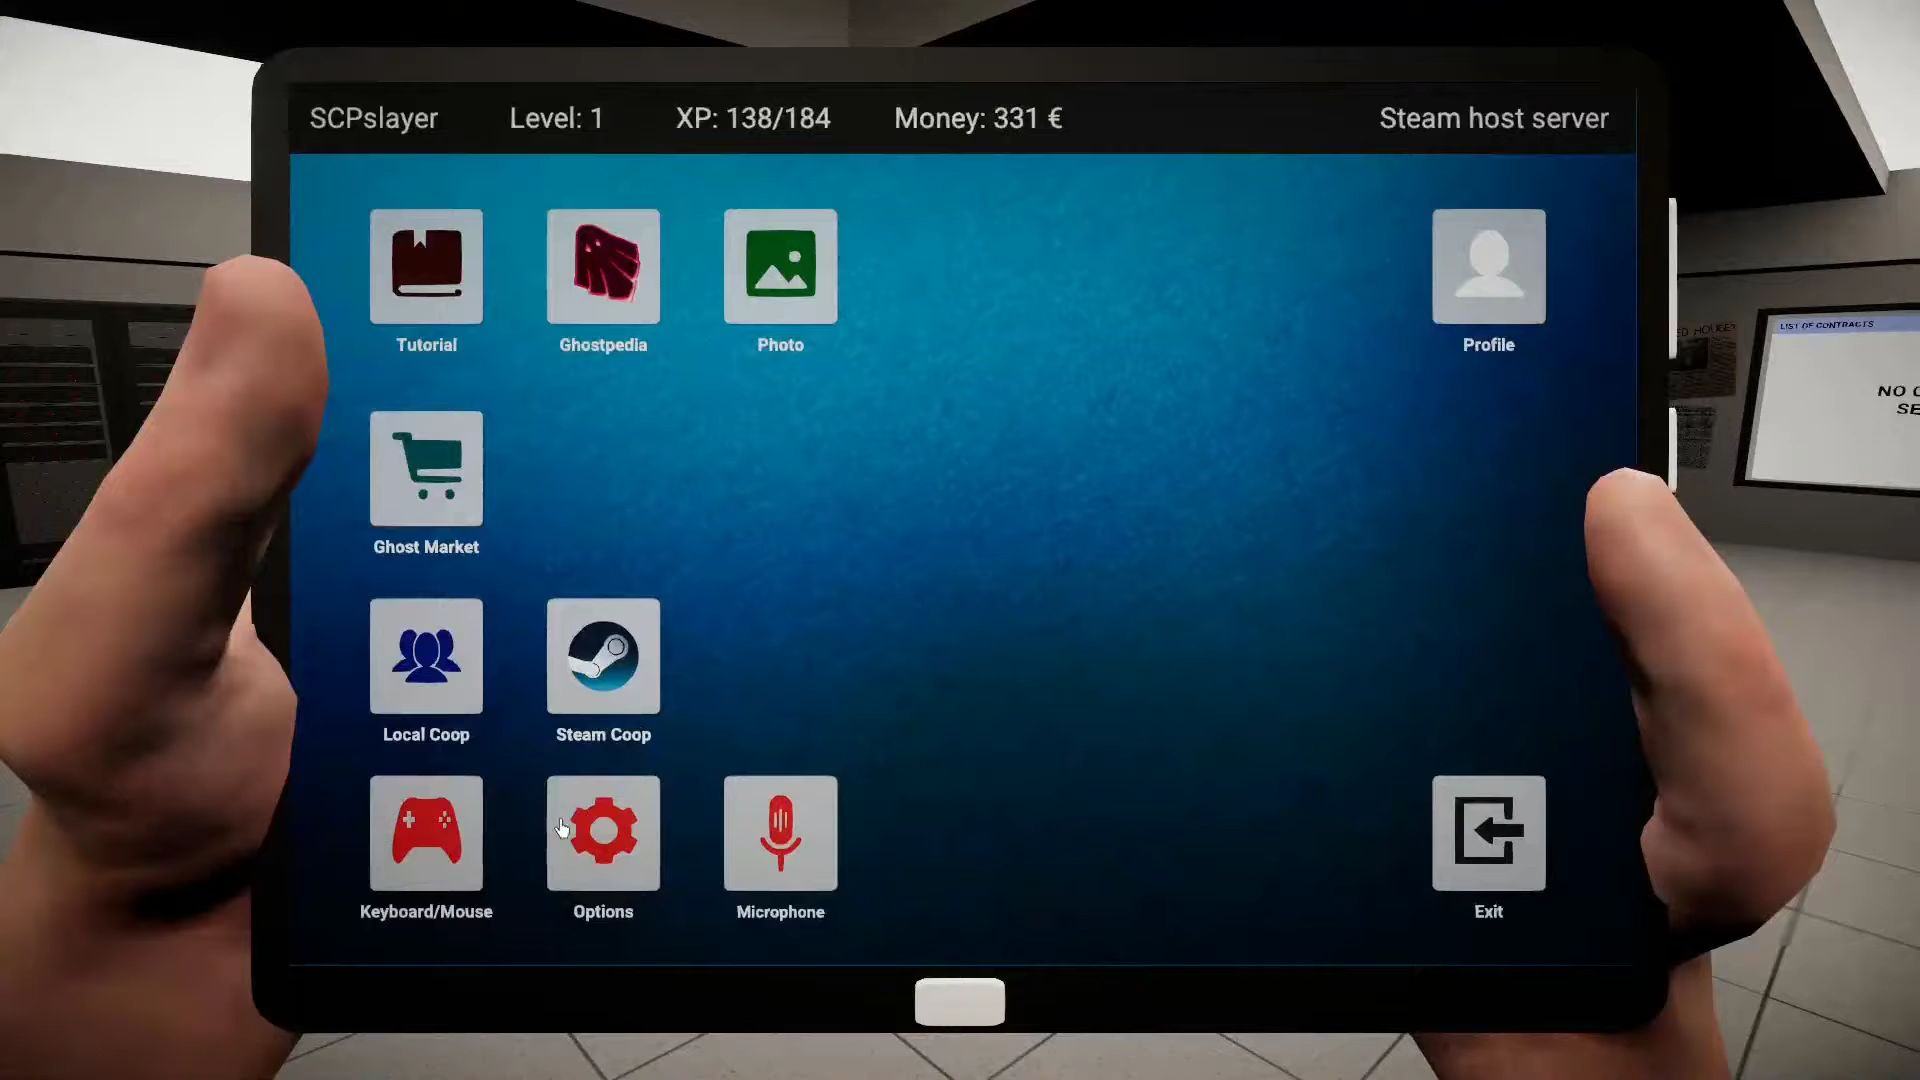 SCPslayer Level: 1 XP: 138/184 Money: 331 € Steam host server
Tutorial Ghostpedia Photo Profile
LIST OF CONTRACTS
Ghost Market
Local Coop Steam Coop
Keyboard/Mouse Options Microphone Exit